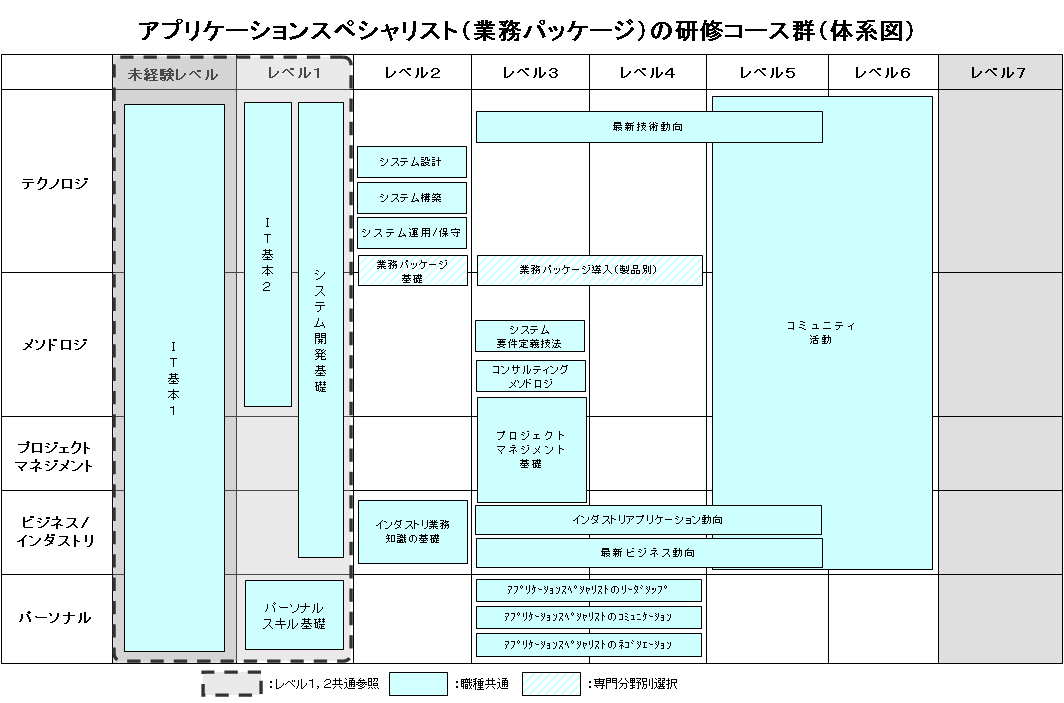 アプリケーションスペシャリスト（業務パッケージ）の研修コース群（体系図）
未経験レベル
レベル１
レベル２
レベル３
レベル４
レベル５
レベル６
レベル７
テクノロジ
メソドロジ
プロジェクト
マネジメント
ビジネス/
インダストリ
パーソナル
ＩＴ基本１
ＩＴ基本２
システム開発基礎
パーソナル
スキル基礎
システム設計
システム構築
システム運用/保守
業務パッケージ
基礎
インダストリ業務
知識の基礎
最新技術動向
業務パッケージ導入（製品別）
システム
要件定義技法
コンサルティング
メソドロジ
プロジェクト
マネジメント
基礎
インダストリアプリケーション動向
最新ビジネス動向
ｱﾌﾟﾘｹｰｼｮﾝｽﾍﾟｼｬﾘｽﾄのﾘｰﾀﾞｼｯﾌﾟ
ｱﾌﾟﾘｹｰｼｮﾝｽﾍﾟｼｬﾘｽﾄのｺﾐｭﾆｹｰｼｮﾝ
ｱﾌﾟﾘｹｰｼｮﾝｽﾍﾟｼｬﾘｽﾄのﾈｺﾞｼｴｰｼｮﾝ
コミュニティ
活動
：レベル１，２共通参照
：職種共通
：専門分野別選択